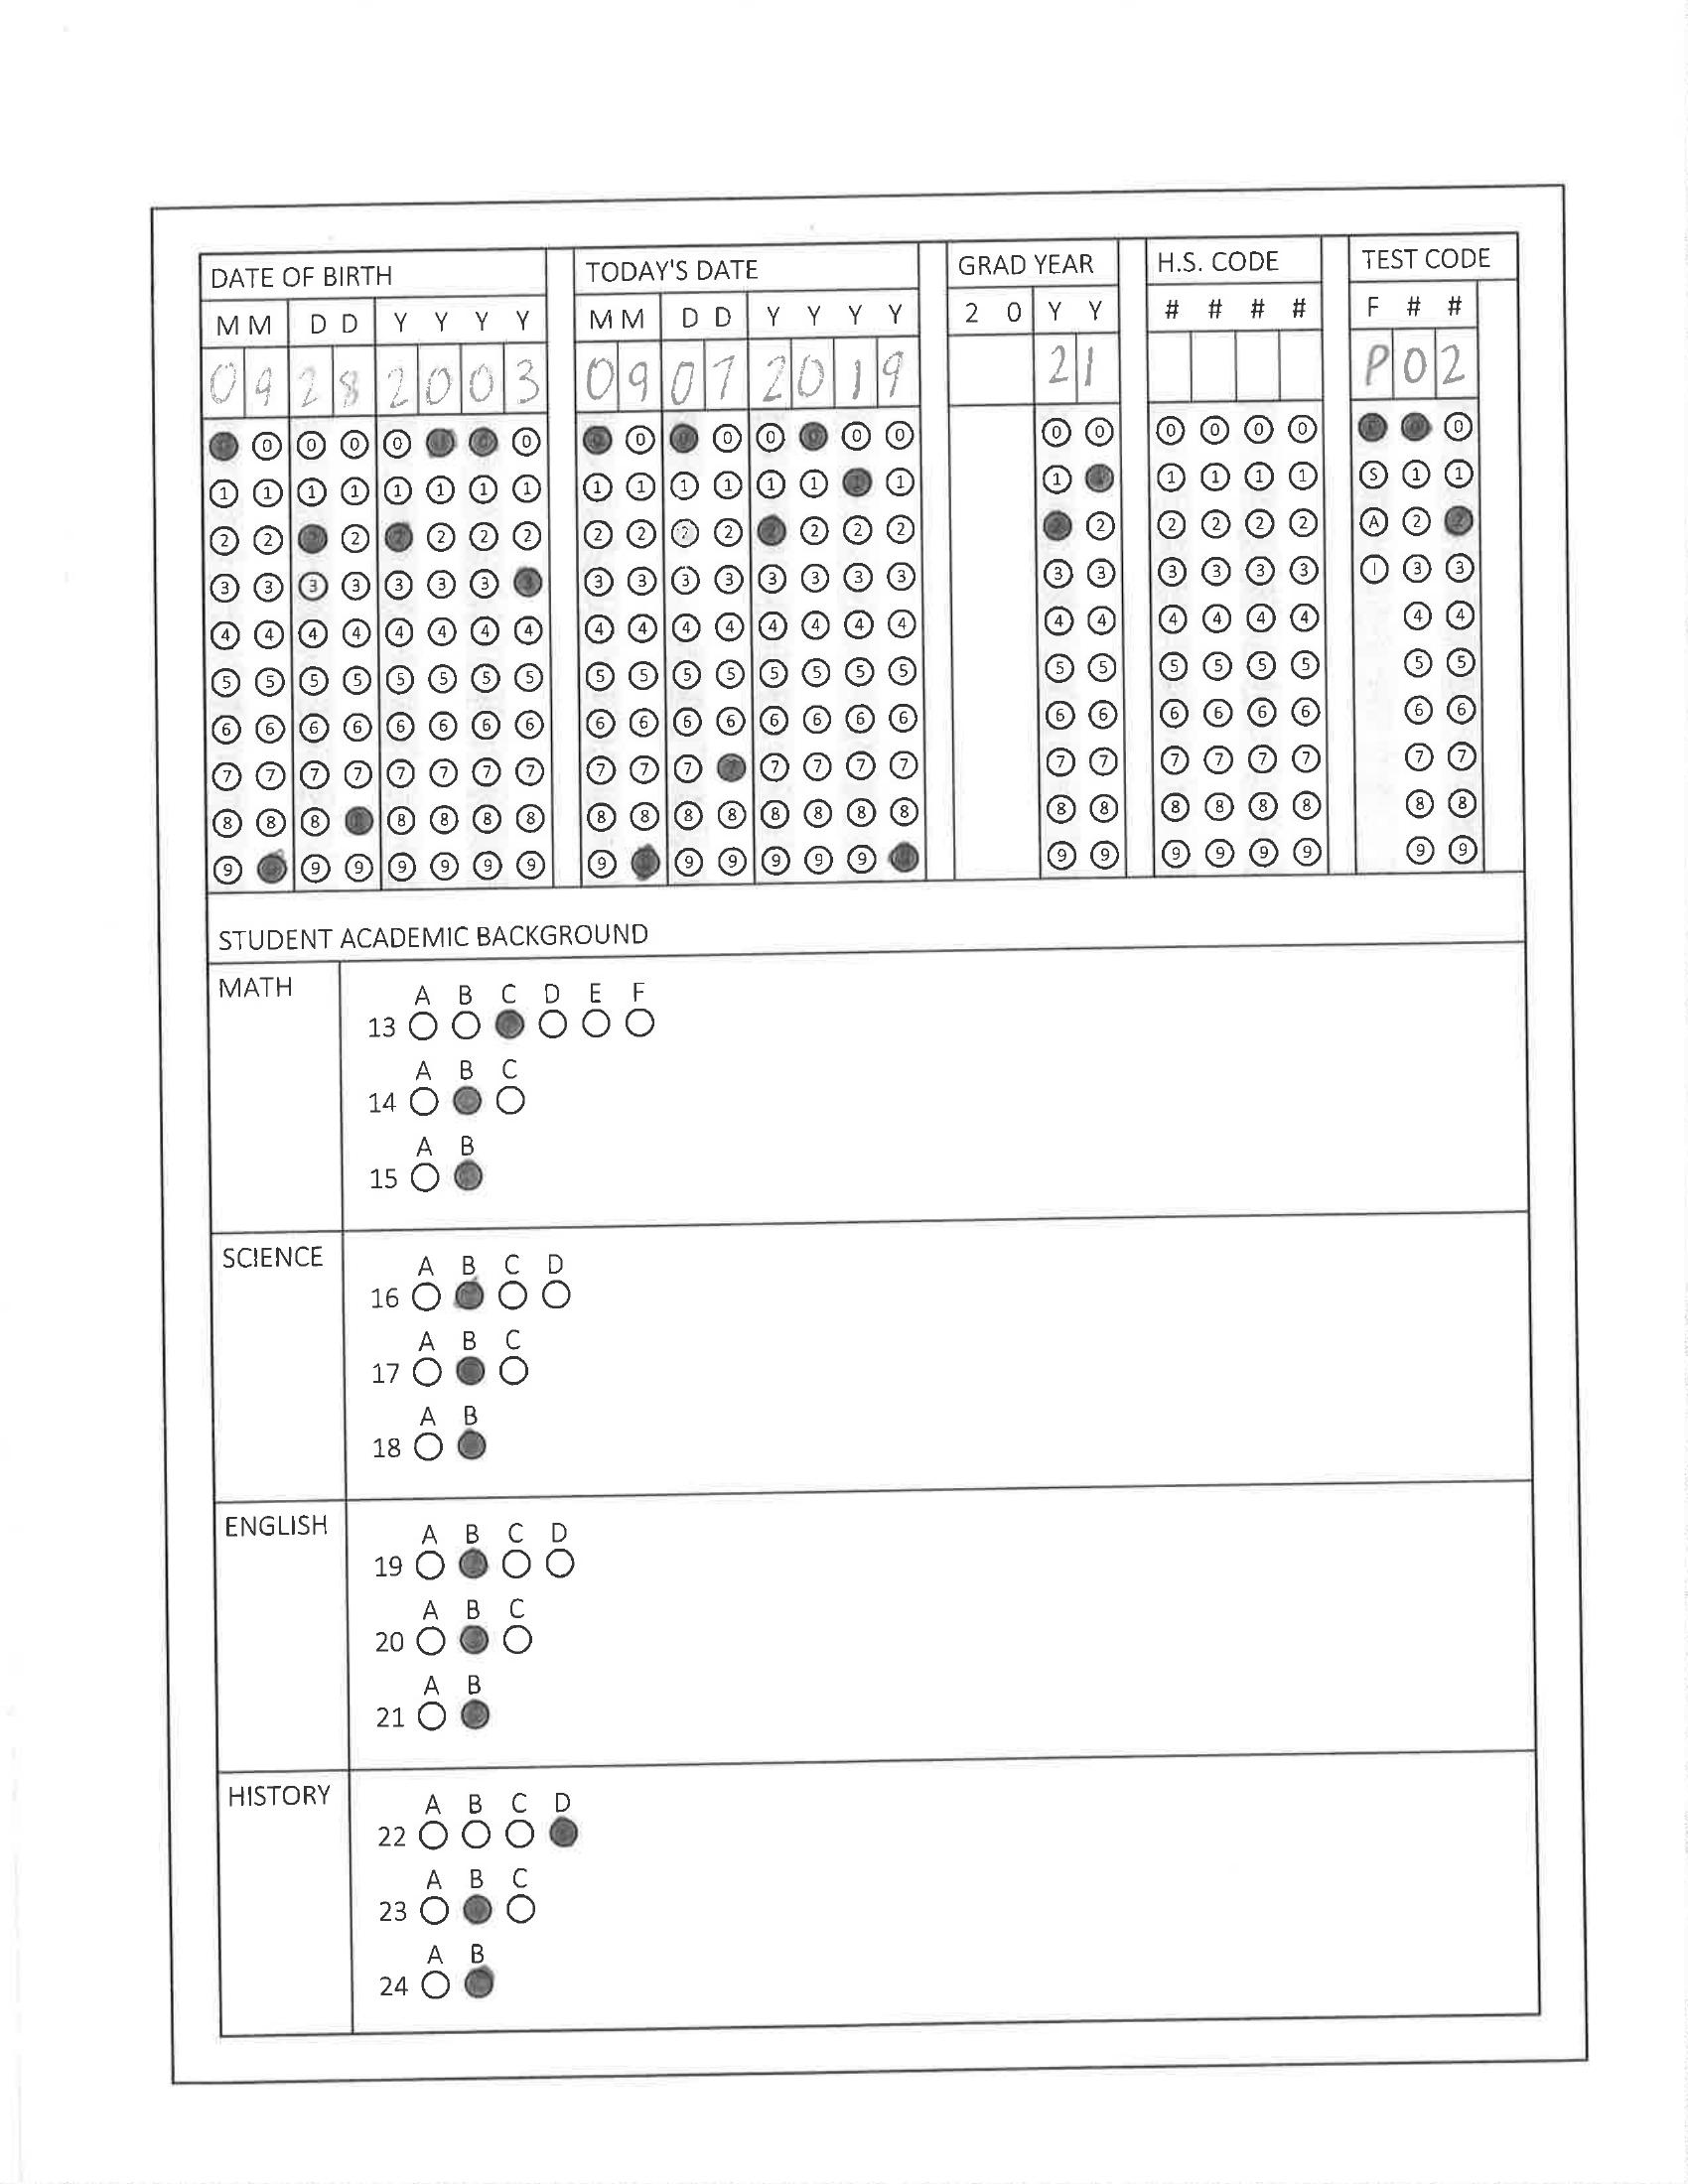 DATE OF BIRTH TODAY'S DATE GRAD YEAR H.S. CODE TEST CODE
M M D D Y Y Y Y M M D D Y Y Y Y 2 0 Y Y # # # # F # #
0 9 2 8 2 0 0 3 0 9 0 7 2 0 1 9 2 1 P 0 2
0 0 0 0 0 0 0 0 0 0 0 0 0 0 0 0 0
1 1 1 1 1 1 1 1 1 1 1 1 1 1 1 1 1 1 1 1 S 1 1
2 2 2 2 2 2 2 2 2 2 2 2 2 2 2 2 2 2 2 2 A 2 2
3 3 3 3 3 3 3 3 3 3 3 3 3 3 3 3 3 3 3 3 3 3 I 3 3
4 4 4 4 4 4 4 4 4 4 4 4 4 4 4 4 4 4 4 4 4 4 4 4
5 5 5 5 5 5 5 5 5 5 5 5 5 5 5 5 5 5 5 5 5 5 5 5
6 6 6 6 6 6 6 6 6 6 6 6 6 6 6 6 6 6 6 6 6 6 6 6
7 7 7 7 7 7 7 7 7 7 7 7 7 7 7 7 7 7 7 7 7 7 7 7
8 8 8 8 8 8 8 8 8 8 8 8 8 8 8 8 8 8 8 8 8 8 8
9 9 9 9 9 9 9 9 9 9 9 9 9 9 9 9 9 9 9 9 9 9
STUDENT ACADEMIC BACKGROUND
MATH
A B C D E F
13
A B C
14
A B
15
SCIENCE
A B C D
16
A B C
17
A B
18
ENGLISH
A B C D
19
A B C
20
A B
21
HISTORY
A B C D
22
A B C
23
A B
24